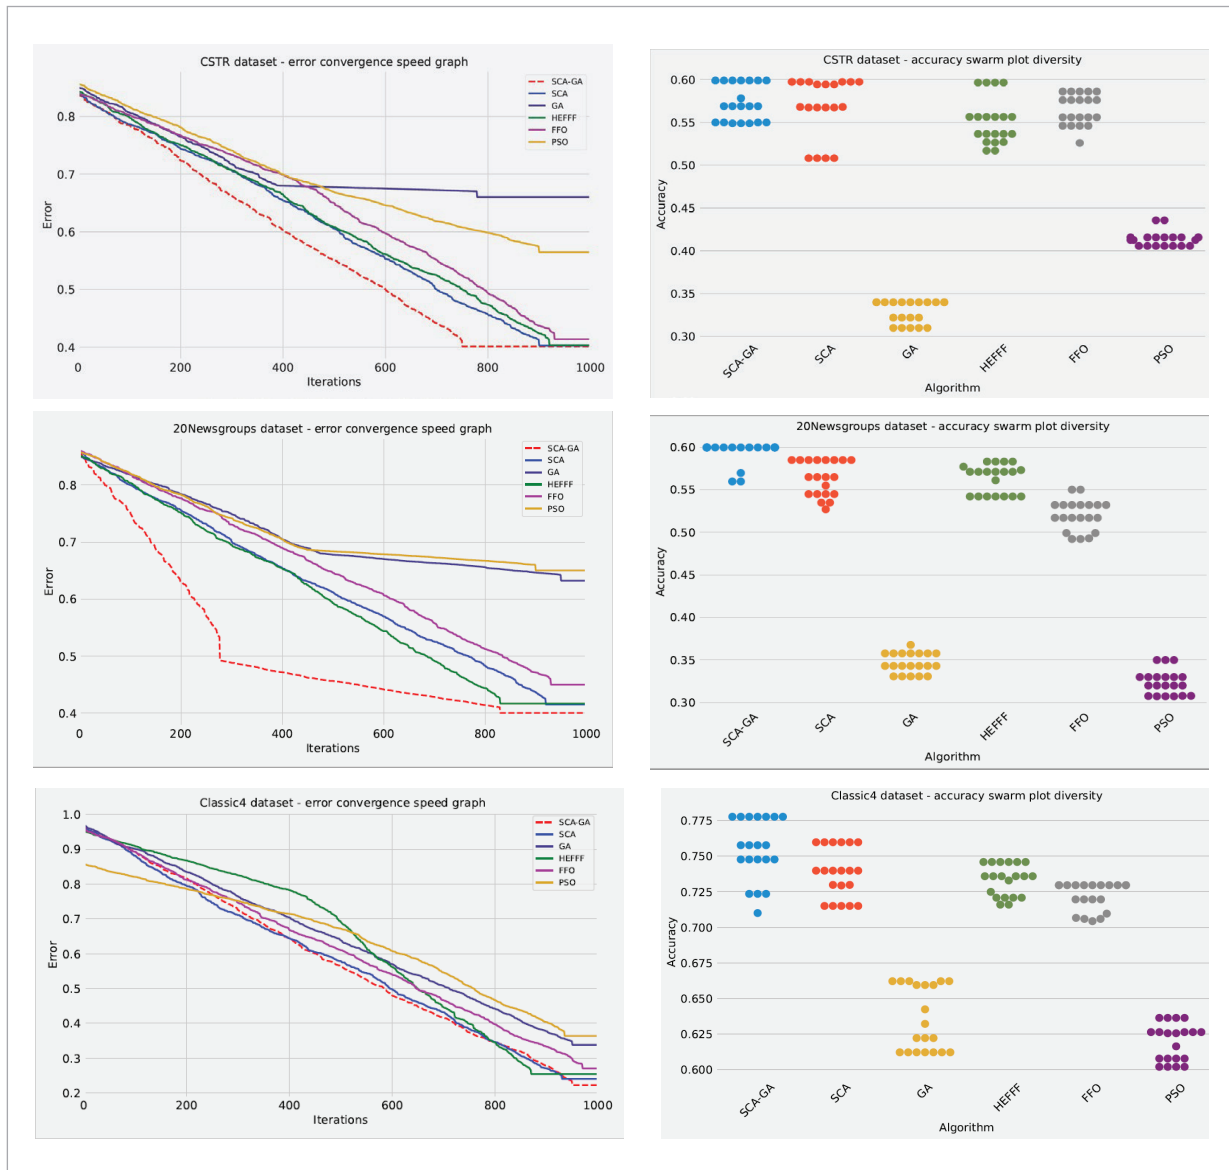 CSTR dataset - error convergence speed graph
SCA-GA
SCA
GA
HEFFF
FFO
PSO
0.8
0.7
0.6
0.5
0.4
Error
0 200 400 600 800 1000
Iterations
CSTR dataset - accuracy swarm plot diversity
0.60
0.55
0.50
0.45
0.40
0.35
0.30
Accuracy
SCA-GA SCA GA HEFFF FFO PSO
Algorithm
20Newsgroups dataset - error convergence speed graph
SCA-GA
SCA
GA
HEFFF
FFO
PSO
0.8
0.7
0.6
0.5
0.4
Error
0 200 400 600 800 1000
Iterations
20Newsgroups dataset - accuracy swarm plot diversity
0.60
0.55
0.50
0.45
0.40
0.35
0.30
Accuracy
SCA-GA SCA GA HEFFF FFO PSO
Algorithm
Classic4 dataset - error convergence speed graph
SCA-GA
SCA
GA
HEFFF
FFO
PSO
1.0
0.9
0.8
0.7
0.6
0.5
0.4
0.3
0.2
Error
0 200 400 600 800 1000
Iterations
Classic4 dataset - accuracy swarm plot diversity
0.775
0.750
0.725
0.700
0.675
0.650
0.625
0.600
Accuracy
SCA-GA SCA GA HEFFF FFO PSO
Algorithm